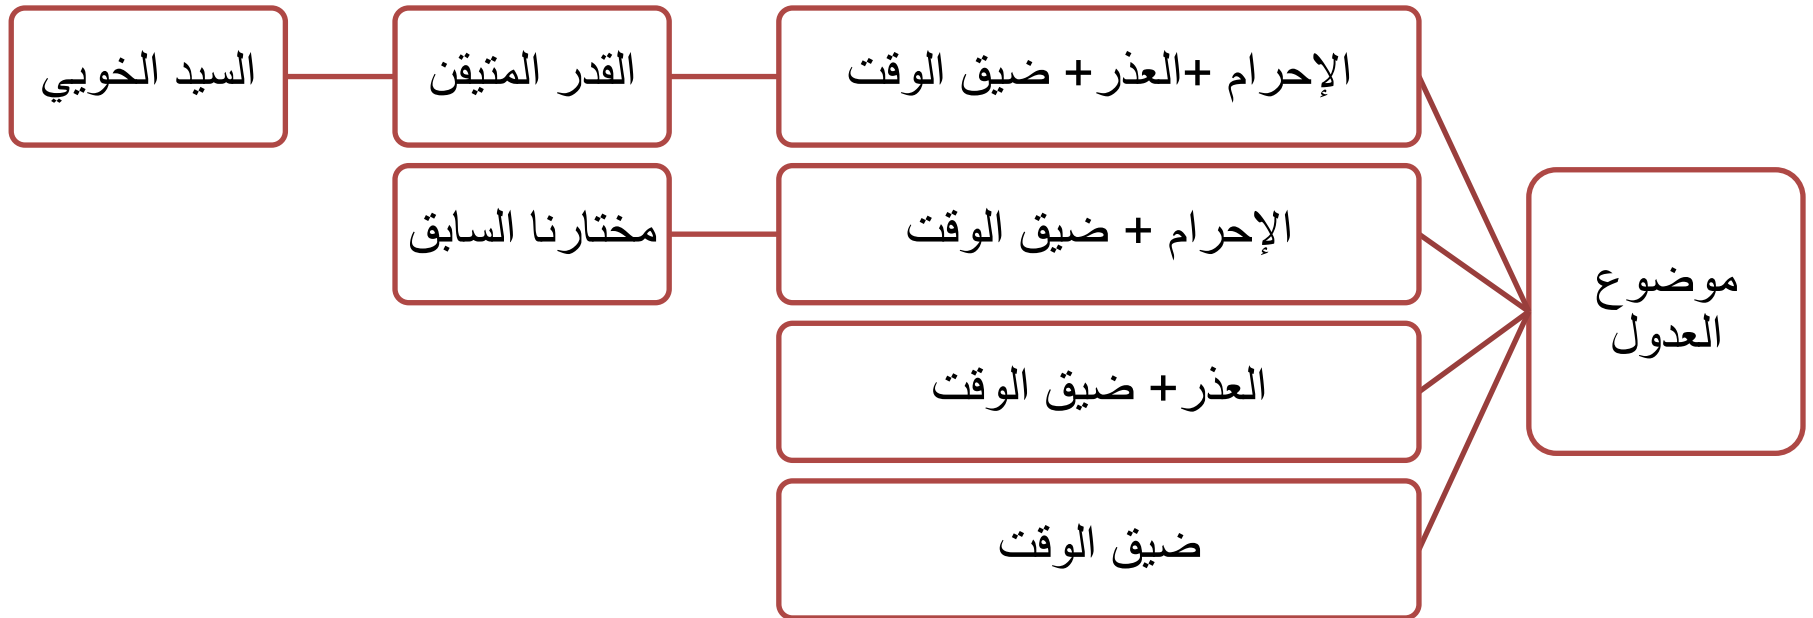 موضوع
العدول
الإحرام +العذر+ ضيق الوقت
القدر المتيقن
السيد الخويي
الإحرام + ضيق الوقت
مختارنا السابق
العذر+ ضيق الوقت
ضيق الوقت